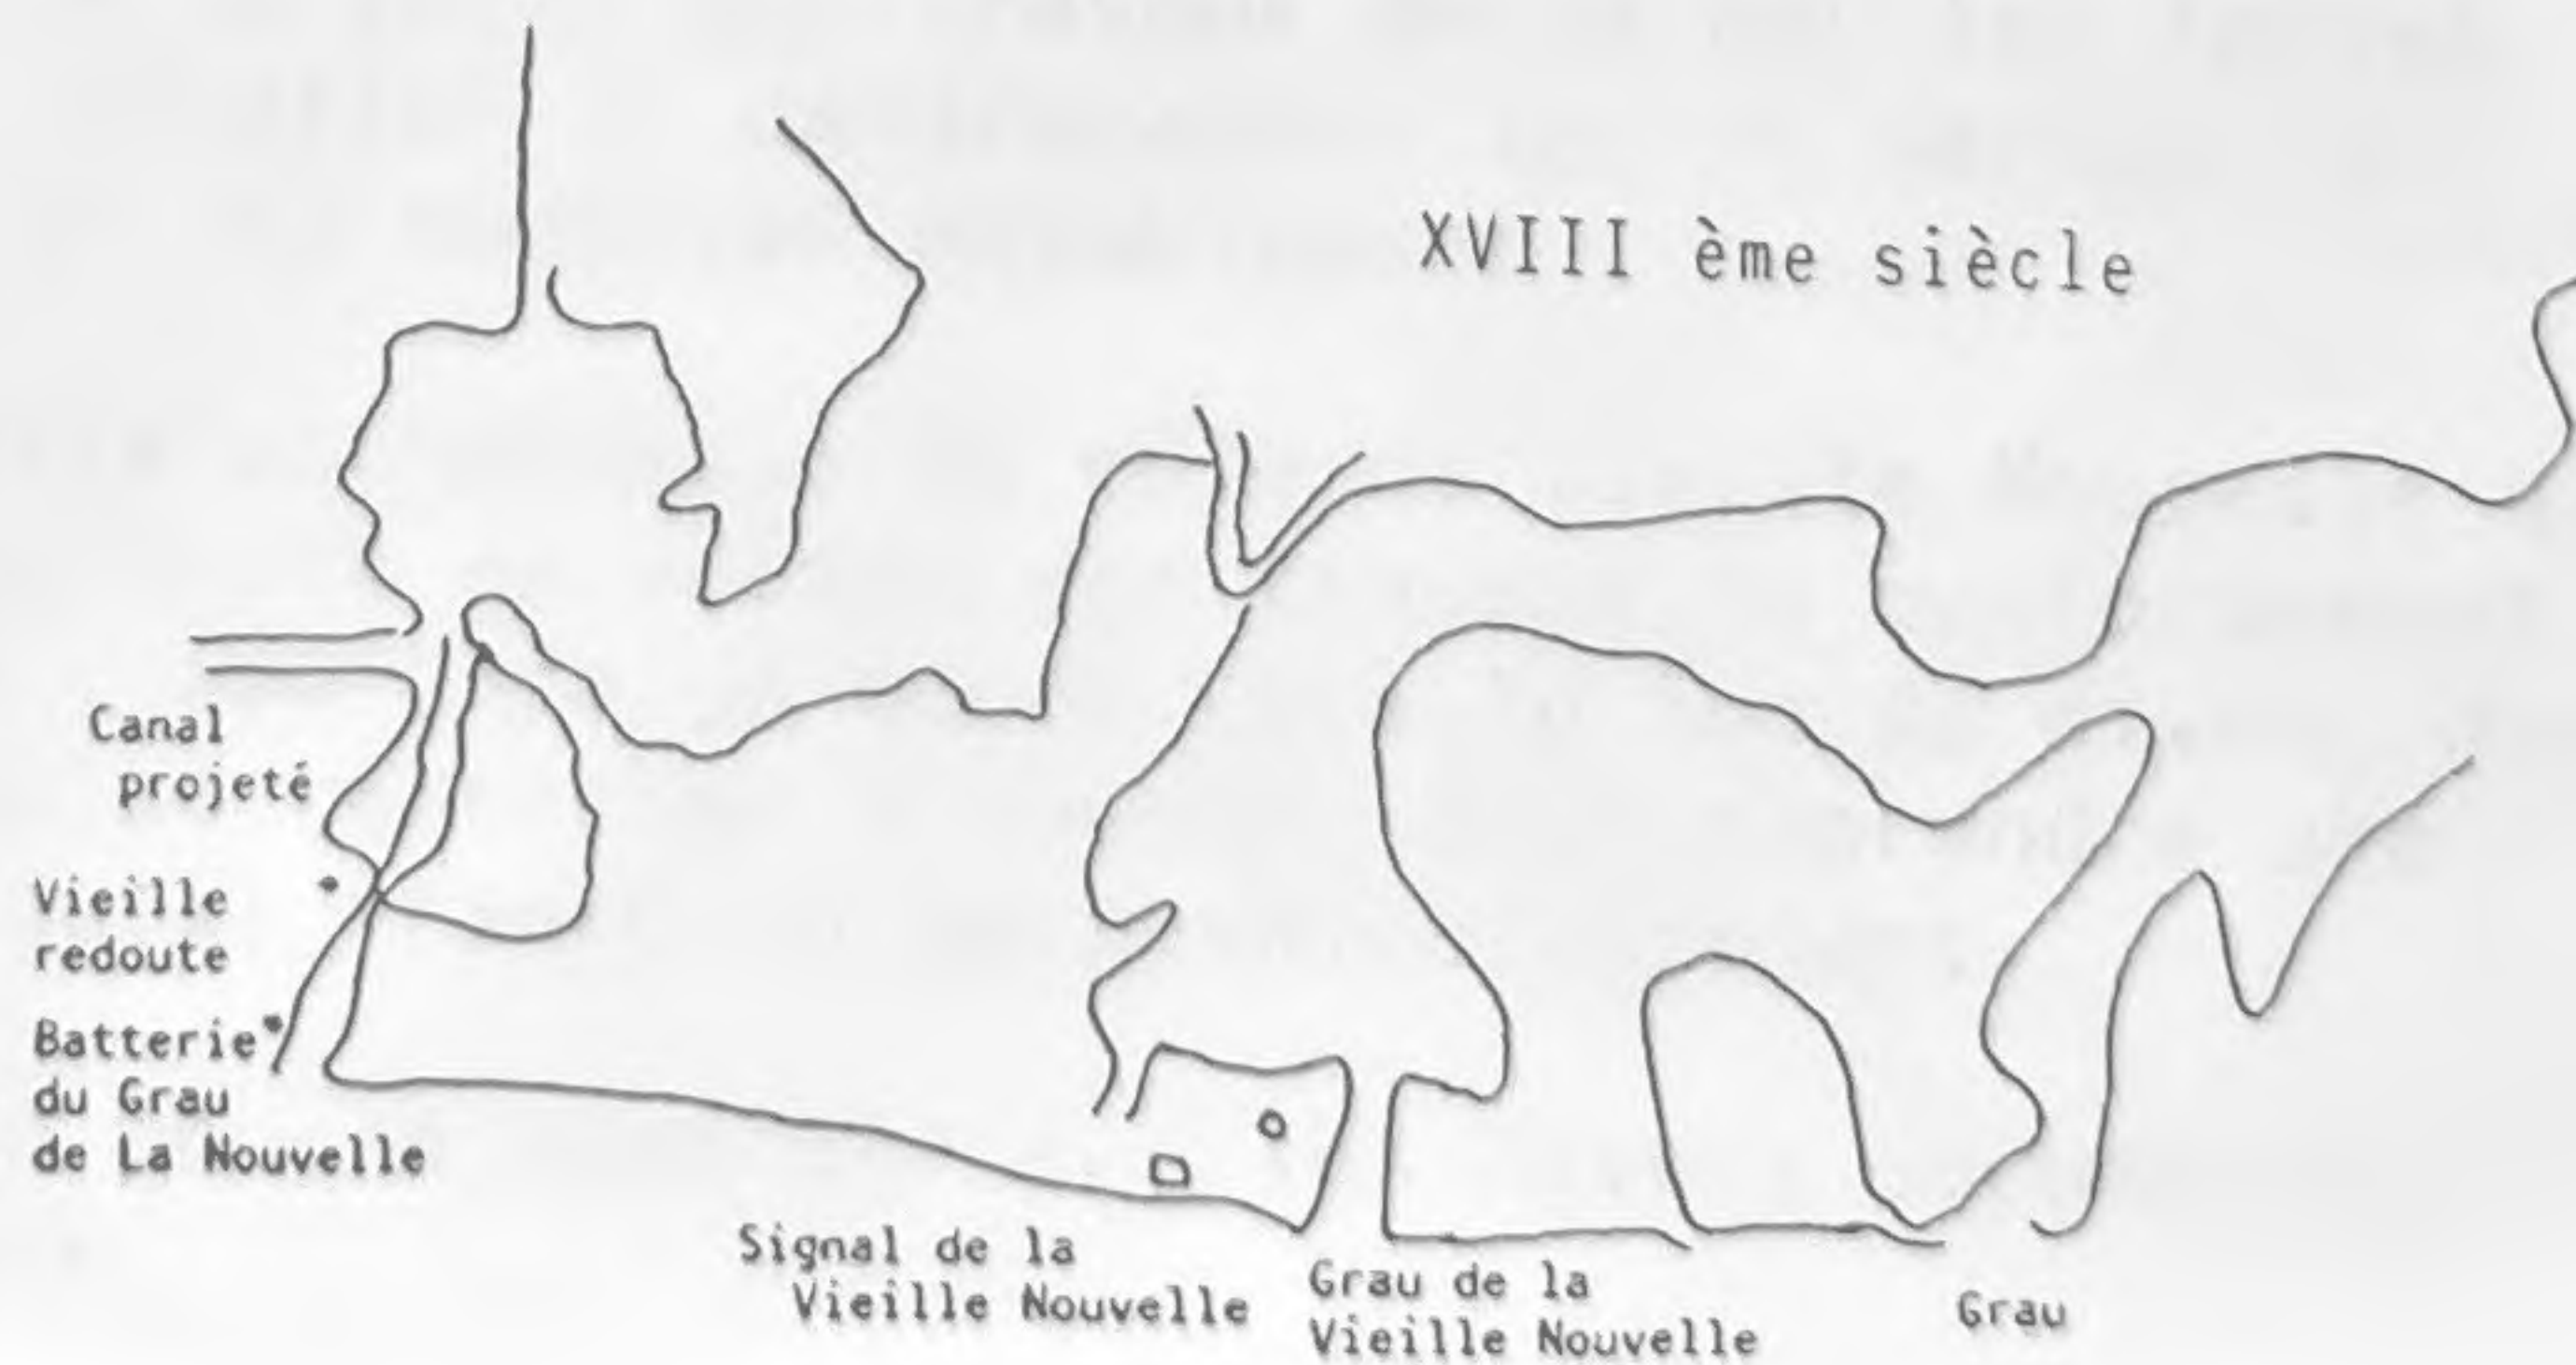 XVIII ème siècle
Canal
projeté
Vieille
redoute
Batterie
du Grau
de La Nouvelle
Signal de la
Vieille Nouvelle
Grau de la
Vieille Nouvelle
Grau